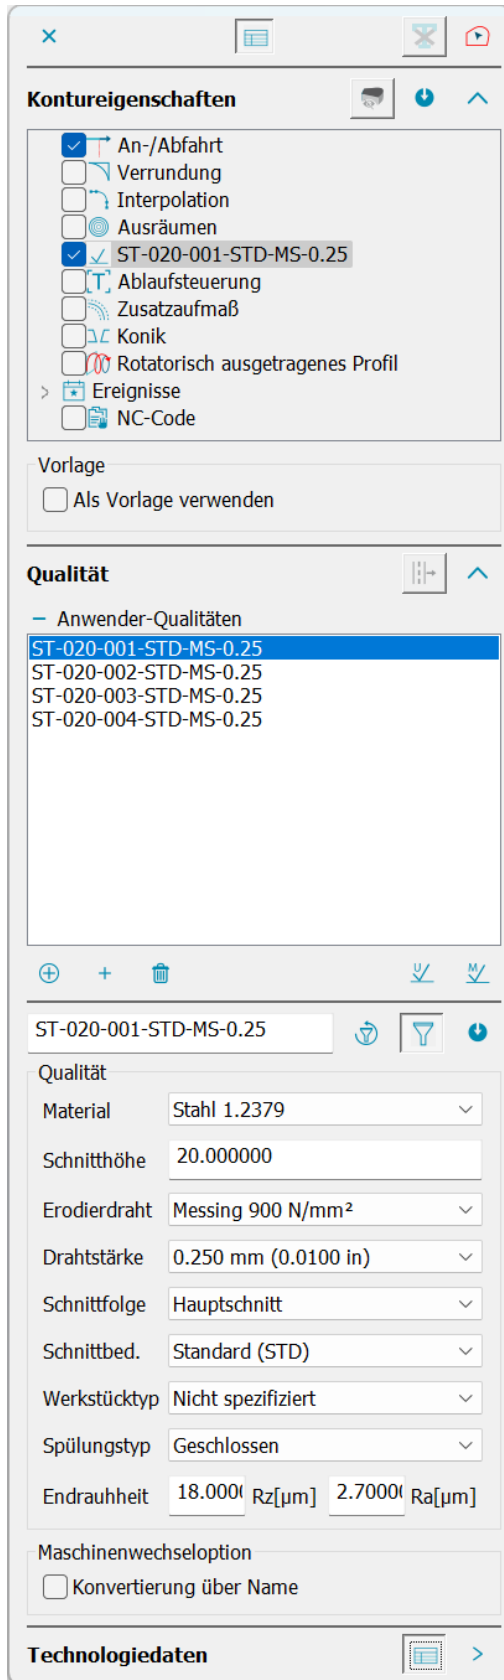 Kontureigenschaften
An-/Abfahrt
Verrundung
Interpolation
Ausräumen
ST-020-001-STD-MS-0.25
Ablaufsteuerung
Zusatzaufmaß
Konik
Rotatorisch ausgetragenes Profil
Ereignisse
NC-Code
Vorlage
Als Vorlage verwenden
Qualität
Anwender-Qualitäten
ST-020-001-STD-MS-0.25
ST-020-002-STD-MS-0.25
ST-020-003-STD-MS-0.25
ST-020-004-STD-MS-0.25
U M
ST-020-001-STD-MS-0.25
Qualität
Material Stahl 1.2379
Schnitthöhe 20.000000
Erodierdraht Messing 900 N/mm²
Drahtstärke 0.250 mm (0.0100 in)
Schnittfolge Hauptschnitt
Schnittbed. Standard (STD)
Werkstücktyp Nicht spezifiziert
Spülungstyp Geschlossen
Endrauhheit 18.000 Rz[µm] 2.7000 Ra[µm]
Maschinenwechseloption
Konvertierung über Name
Technologiedaten